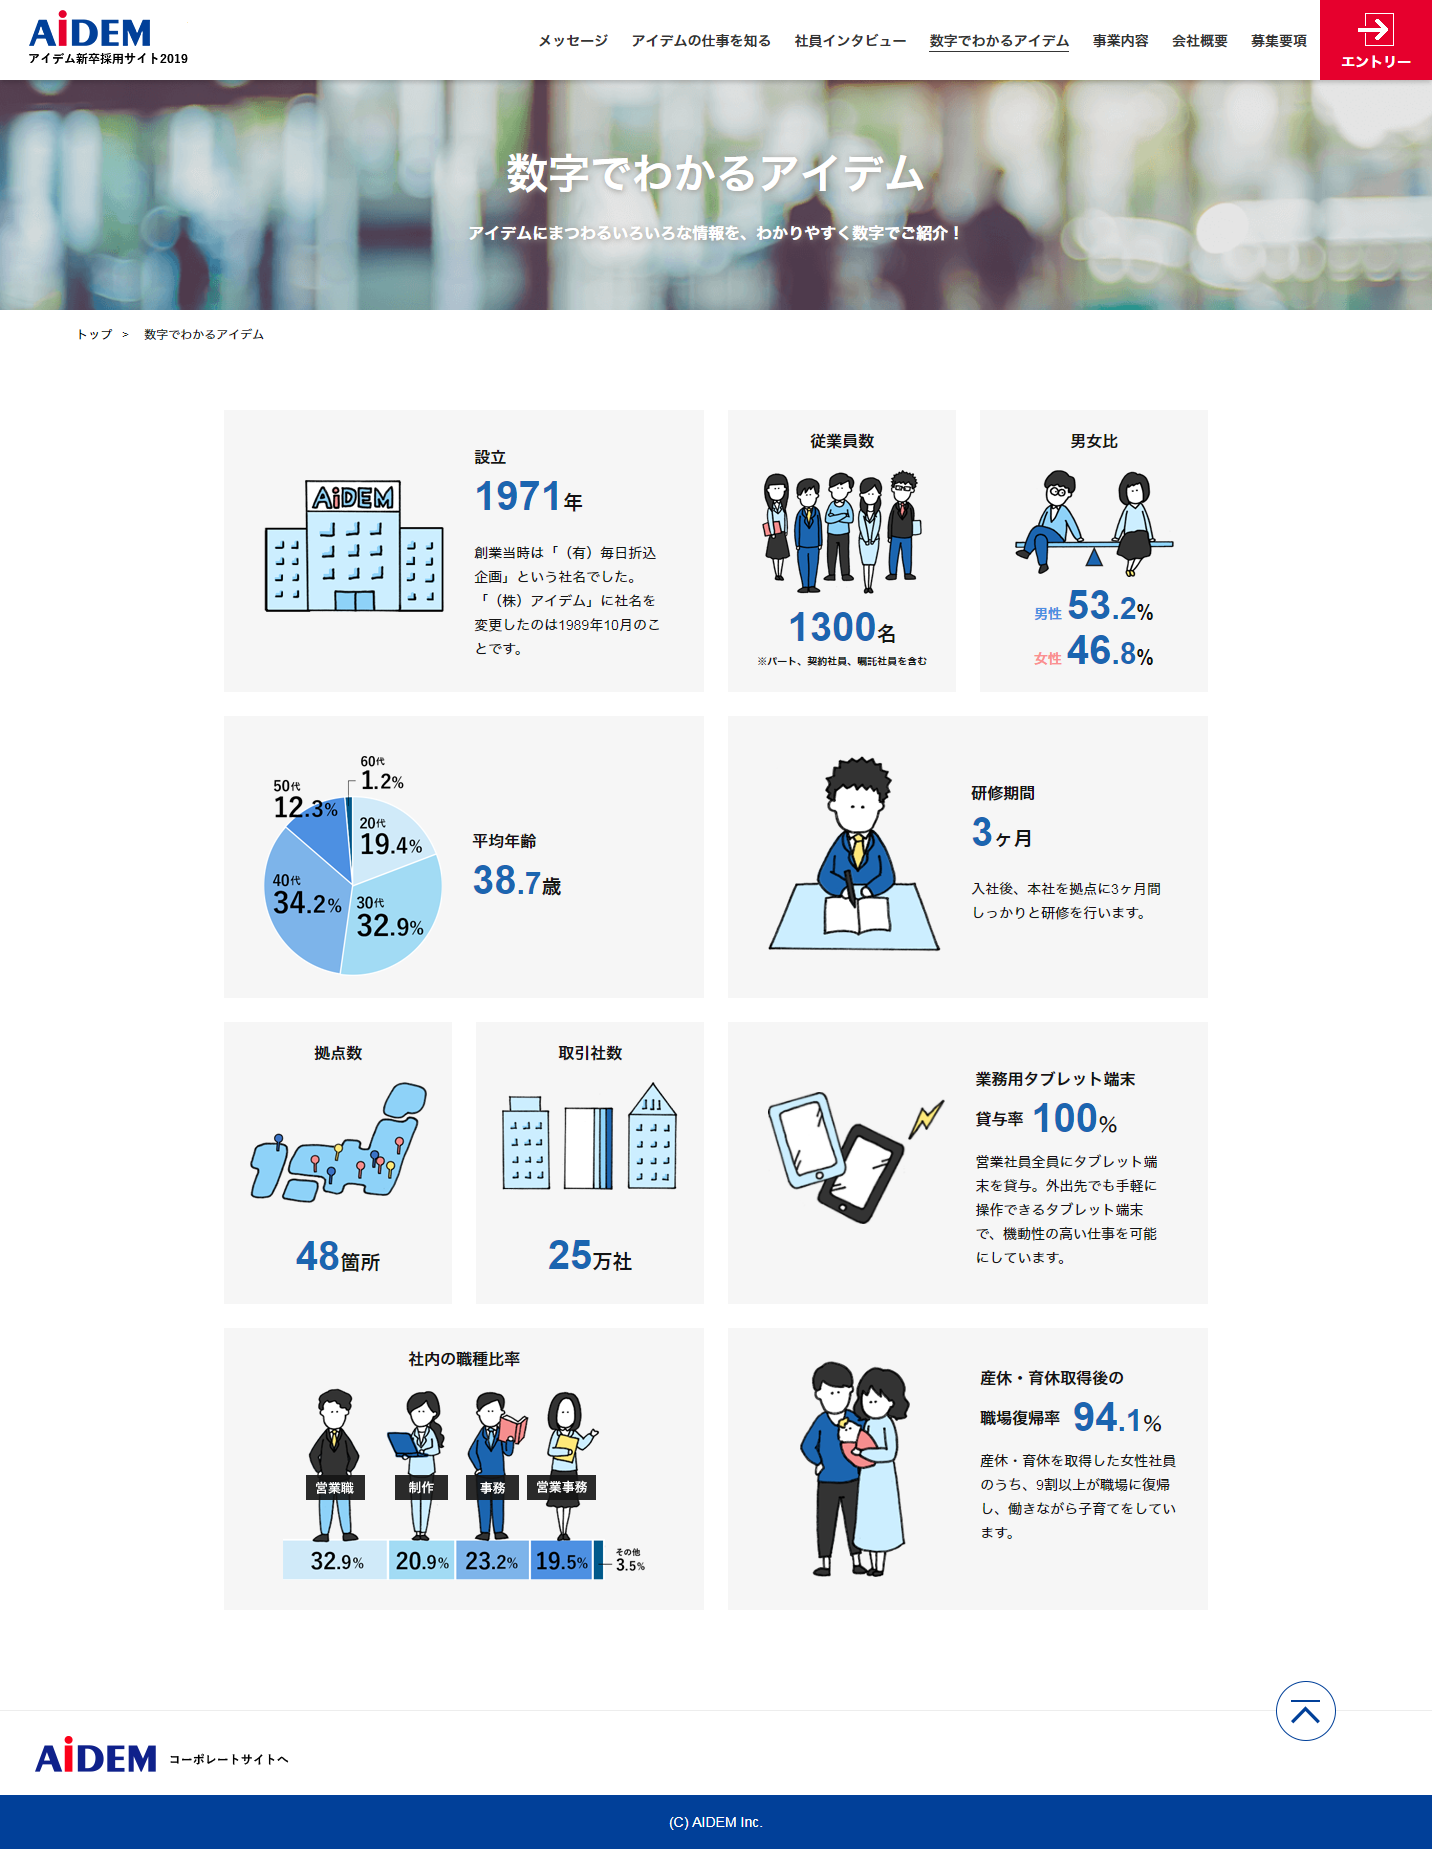 AiDEM
アイデム新卒採用サイト2019
メッセージ
アイデムの仕事を知る
社員インタビュー
数字でわかるアイデム
事業内容
会社概要
募集要項
エントリー
数字でわかるアイデム
アイデムにまつわるいろいろな情報を、わかりやすく数字でご紹介！
トップ > 数字でわかるアイデム
AiDEM
設立
1971年
創業当時は「（有）毎日折込
企画」という社名でした。
「（株）アイデム」に社名を
変更したのは1989年10月のこ
とです。
従業員数
1300名
※パート、契約社員、嘱託社員を含む
男女比
男性 53.2%
女性 46.8%
60代
1.2%
50代
12.3%
20代
19.4%
40代
34.2%
30代
32.9%
平均年齢
38.7歳
研修期間
3ヶ月
入社後、本社を拠点に3ヶ月間
しっかりと研修を行います。
拠点数
48箇所
取引社数
25万社
業務用タブレット端末
貸与率 100%
営業社員全員にタブレット端
末を貸与。外出先でも手軽に
操作できるタブレット端末
で、機動性の高い仕事を可能
にしています。
社内の職種比率
営業職
制作
事務
営業事務
32.9%
20.9%
23.2%
19.5%
その他
3.5%
産休・育休取得後の
職場復帰率 94.1%
産休・育休を取得した女性社員
のうち、9割以上が職場に復帰
し、働きながら子育てをしてい
ます。
AiDEM コーポレートサイトへ
(C) AIDEM Inc.